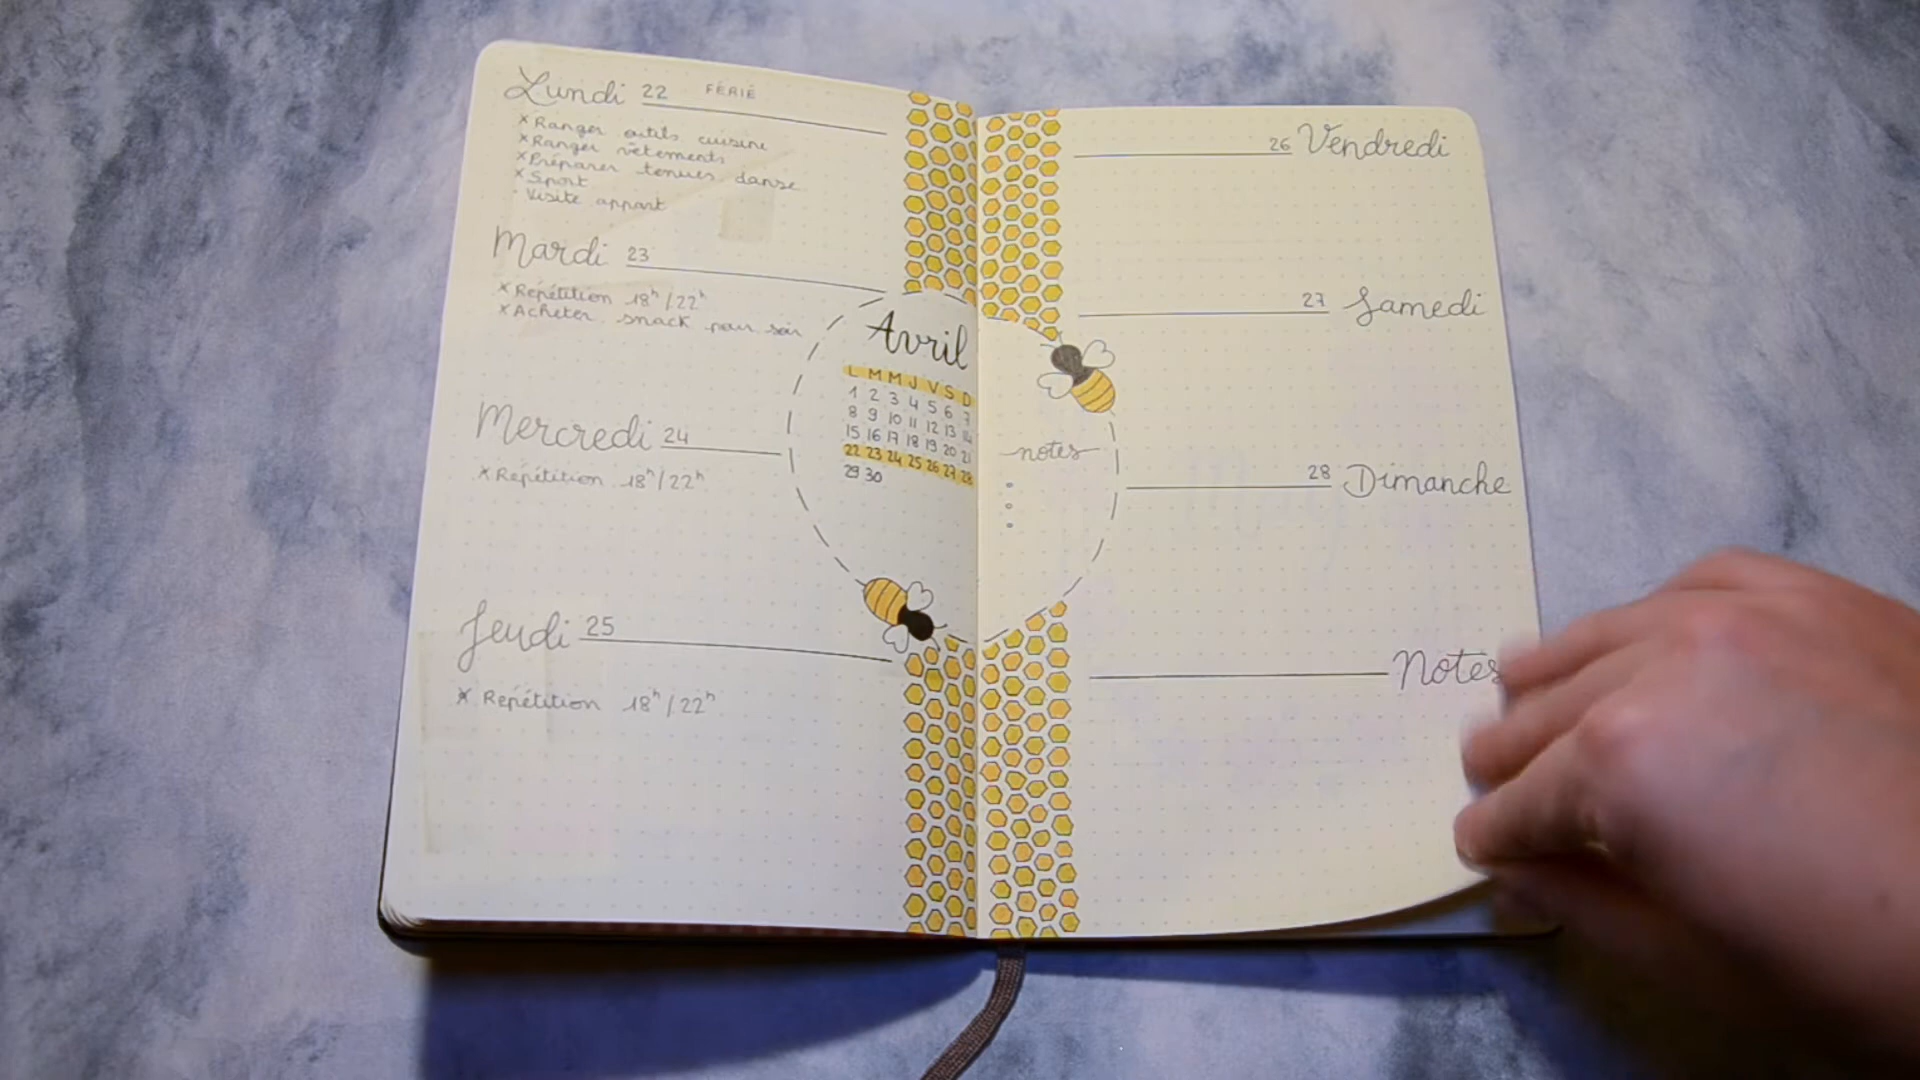 Lundi 22 FÉRIÉ
x Ranger outils cuisine
x Ranger vêtements
x Préparer tenues danse
x Sport
· Visite appart
Mardi 23
x Repétition 18h/22h
x Acheter snack pour soir
Mercredi 24
x Repétition 18h/22h
Jeudi 25
x Repétition 18h/22h
Avril
L M M J V S D
1 2 3 4 5 6 7
8 9 10 11 12 13 14
15 16 17 18 19 20 21
22 23 24 25 26 27 28
29 30
notes
26 Vendredi
27 Samedi
28 Dimanche
Notes